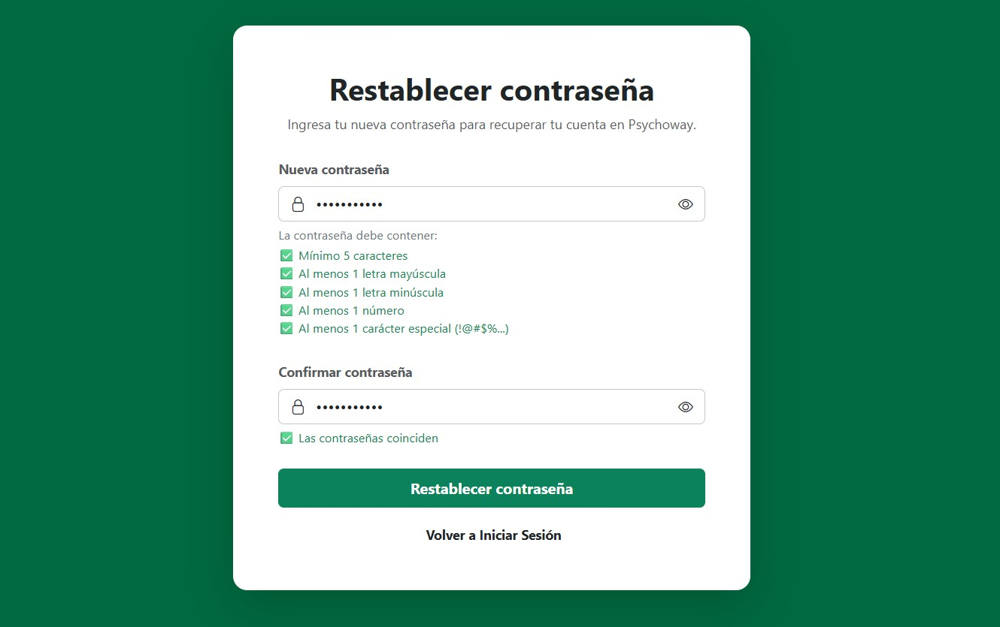 Restablecer contraseña
Ingresa tu nueva contraseña para recuperar tu cuenta en Psychoway.
Nueva contraseña
•••••••••••
La contraseña debe contener:
✅ Mínimo 5 caracteres
✅ Al menos 1 letra mayúscula
✅ Al menos 1 letra minúscula
✅ Al menos 1 número
✅ Al menos 1 carácter especial (!@#$%...)
Confirmar contraseña
•••••••••••
✅ Las contraseñas coinciden
Restablecer contraseña
Volver a Iniciar Sesión